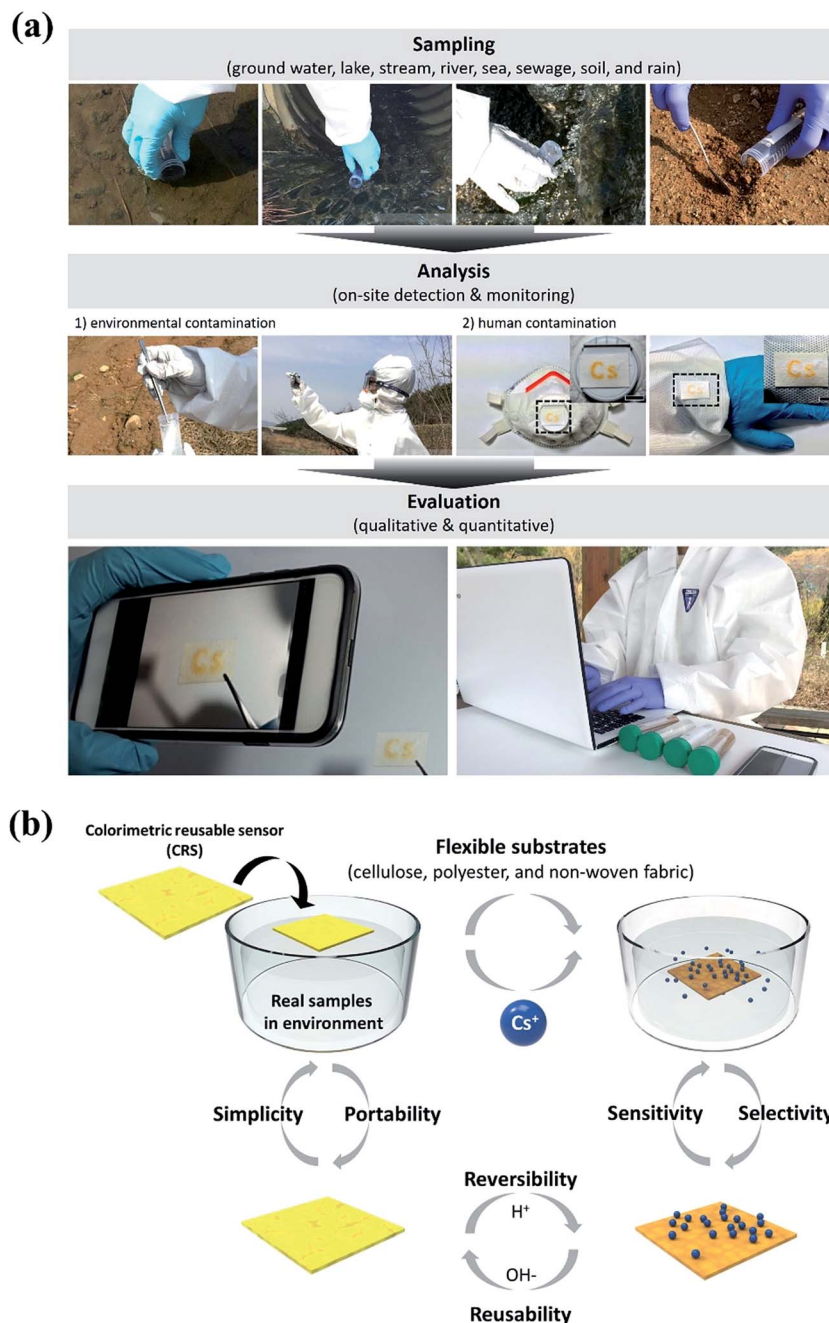 (a)
Sampling
(ground water, lake, stream, river, sea, sewage, soil, and rain)
Analysis
(on-site detection & monitoring)
1) environmental contamination
2) human contamination
Cs
Cs
Cs
Cs
Evaluation
(qualitative & quantitative)
Cs
Cs
(b)
Colorimetric reusable sensor
(CRS)
Flexible substrates
(cellulose, polyester, and non-woven fabric)
Real samples
in environment
Cs⁺
Simplicity
Portability
Sensitivity
Selectivity
Reversibility
H⁺
OH-
Reusability